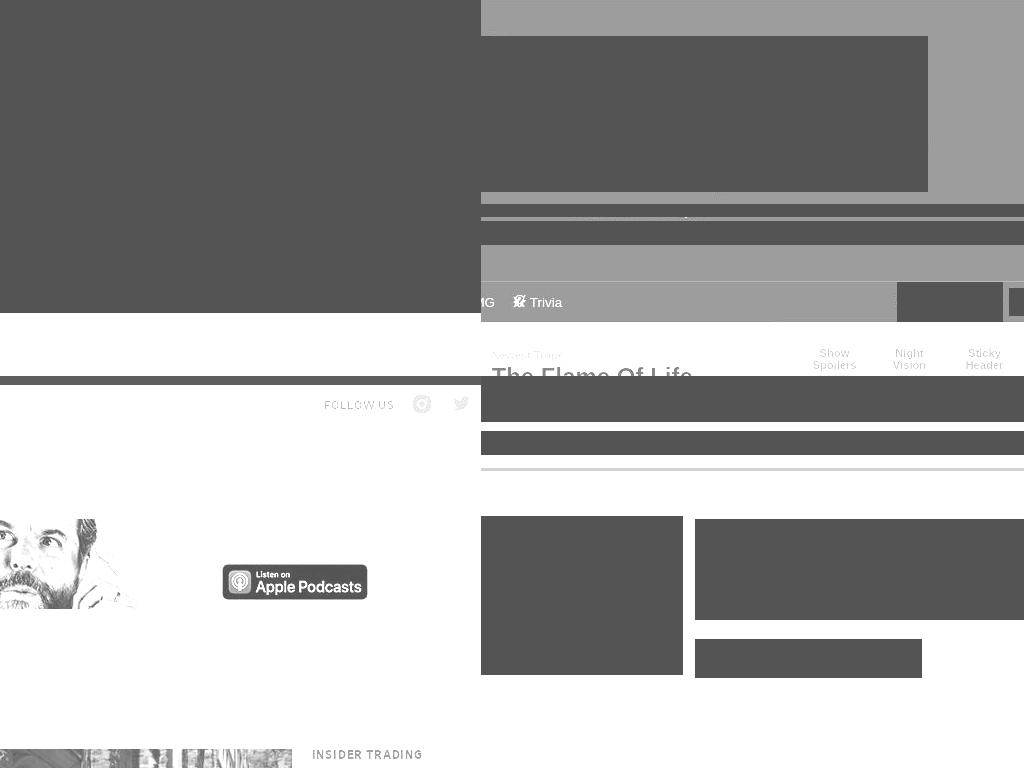 MG Trivia
Newest Trope
The Flame Of Life
Show
Spoilers
Night
Vision
Sticky
Header
FOLLOW US
Listen on
Apple Podcasts
INSIDER TRADING